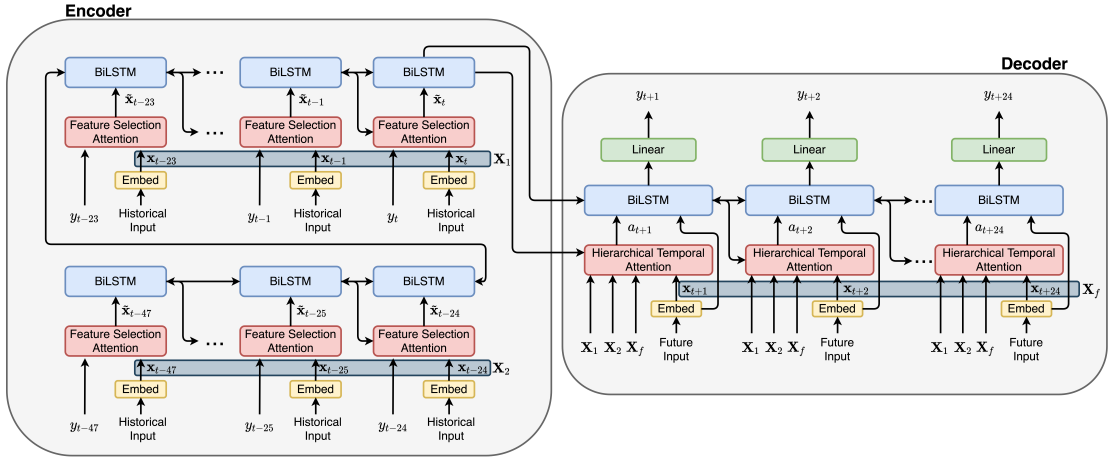 Encoder
BiLSTM ... BiLSTM BiLSTM
x̃ₜ₋₂₃ x̃ₜ₋₁ x̃ₜ
Feature Selection Attention ... Feature Selection Attention Feature Selection Attention
xₜ₋₂₃ xₜ₋₁ xₜ X₁
Embed Embed Embed
yₜ₋₂₃ Historical Input yₜ₋₁ Historical Input yₜ Historical Input
BiLSTM BiLSTM BiLSTM
x̃ₜ₋₄₇ x̃ₜ₋₂₅ x̃ₜ₋₂₄
Feature Selection Attention ... Feature Selection Attention Feature Selection Attention
xₜ₋₄₇ xₜ₋₂₅ xₜ₋₂₄ X₂
Embed Embed Embed
yₜ₋₄₇ Historical Input yₜ₋₂₅ Historical Input yₜ₋₂₄ Historical Input
Decoder
yₜ₊₁ yₜ₊₂ yₜ₊₂₄
Linear Linear Linear
BiLSTM BiLSTM ... BiLSTM
aₜ₊₁ aₜ₊₂ aₜ₊₂₄
Hierarchical Temporal Attention Hierarchical Temporal Attention ... Hierarchical Temporal Attention
xₜ₊₁ xₜ₊₂ xₜ₊₂₄ X_f
Embed Embed Embed
X₁ X₂ X_f Future Input X₁ X₂ X_f Future Input X₁ X₂ X_f Future Input